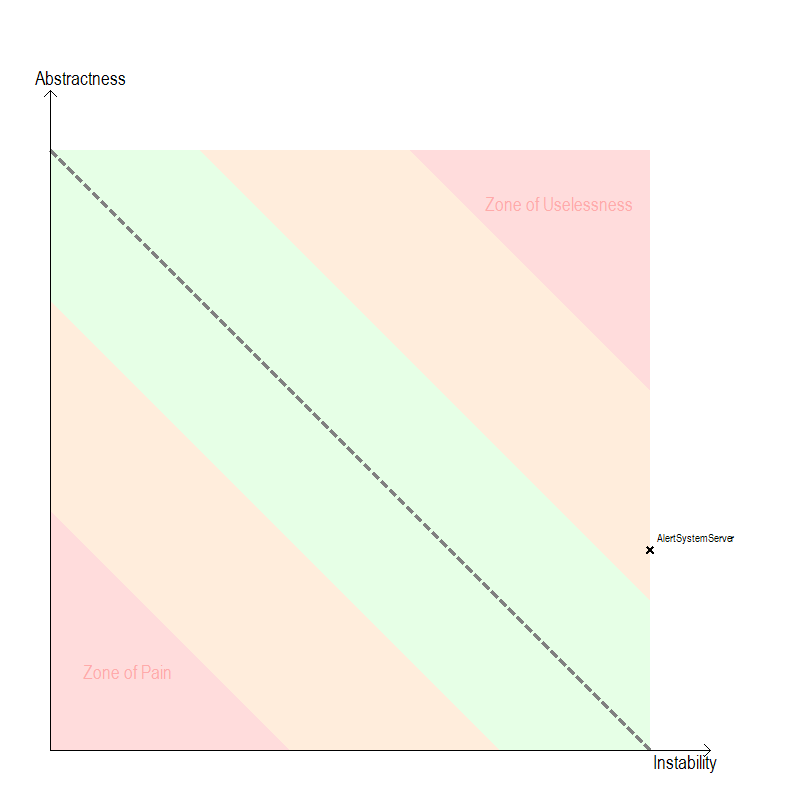 Abstractness
Zone of Uselessness
AlertSystemServer
Zone of Pain
Instability